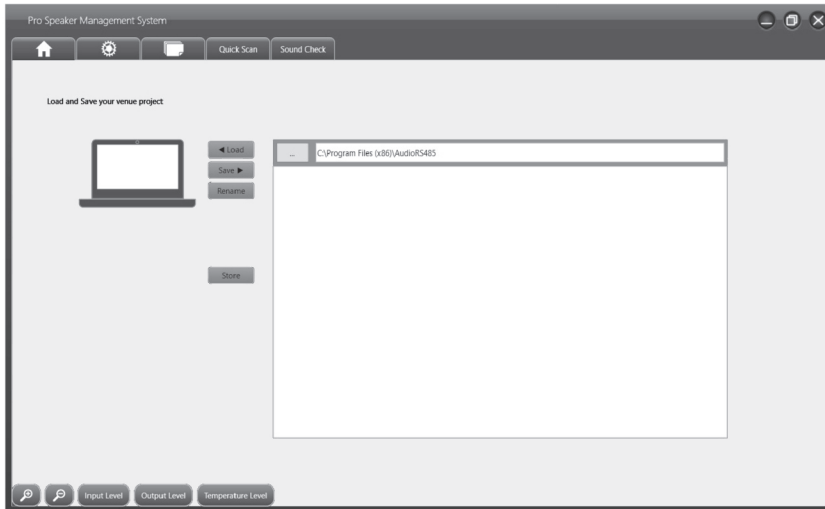 Pro Speaker Management System
Quick Scan
Sound Check
Load and Save your venue project
◀ Load
Save ▶
Rename
Store
... C:\Program Files (x86)\AudioRS485
Input Level
Output Level
Temperature Level